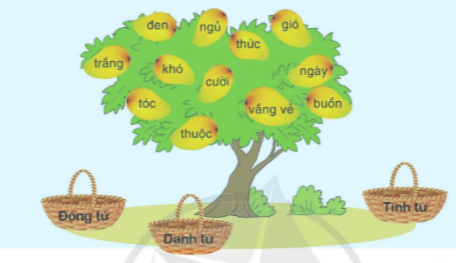 đen
ngủ
gió
thức
trắng
khó
cười
ngày
tóc
vắng vẻ
buồn
thuộc
Động từ
Danh từ
Tính từ